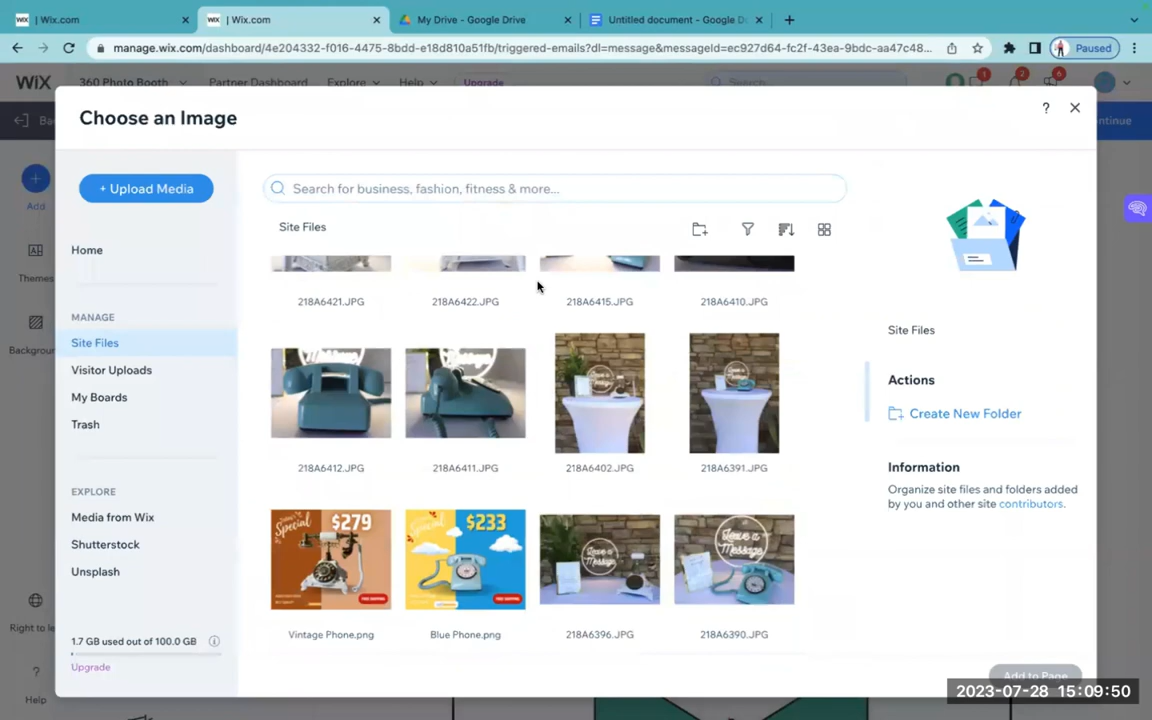 | Wix.com
| Wix.com
My Drive - Google Drive
Untitled document - Google D
manage.wix.com/dashboard/4e204332-f016-4475-8bdd-e18d810a51fb/triggered-emails?dl=message&messageId=ec927d64-fc2f-43ea-9bdc-aa47c48...
Paused
WIX
360 Photo Booth
Partner Dashboard
Explore
Help
Upgrade
Search...
1
2
6
Ba
ntinue
Add
Themes
Backgroun
Right to le
Help
Choose an Image
?
+ Upload Media
Home
MANAGE
Site Files
Visitor Uploads
My Boards
Trash
EXPLORE
Media from Wix
Shutterstock
Unsplash
1.7 GB used out of 100.0 GB
Upgrade
Search for business, fashion, fitness & more...
Site Files
218A6421.JPG
218A6422.JPG
218A6415.JPG
218A6410.JPG
Message
218A6412.JPG
218A6411.JPG
218A6402.JPG
218A6391.JPG
Special
$279
$233
Leave a
Message
Leave a
Message
Vintage Phone.png
Blue Phone.png
218A6396.JPG
218A6390.JPG
Site Files
Actions
Create New Folder
Information
Organize site files and folders added
by you and other site contributors.
Add to Page
2023-07-28 15:09:50